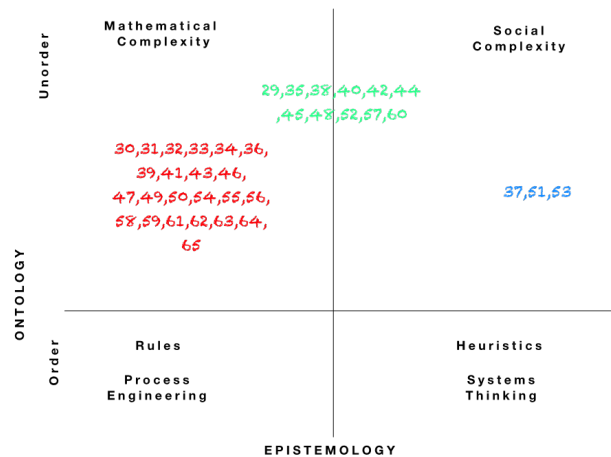 Mathematical
Complexity
Social
Complexity
Unorder
29,35,38,40,42,44
,45,48,52,57,60
30,31,32,33,34,36,
39,41,43,46,
47,49,50,54,55,56,
58,59,61,62,63,64,
65
37,51,53
ONTOLOGY
Order
Rules
Process
Engineering
Heuristics
Systems
Thinking
EPISTEMOLOGY